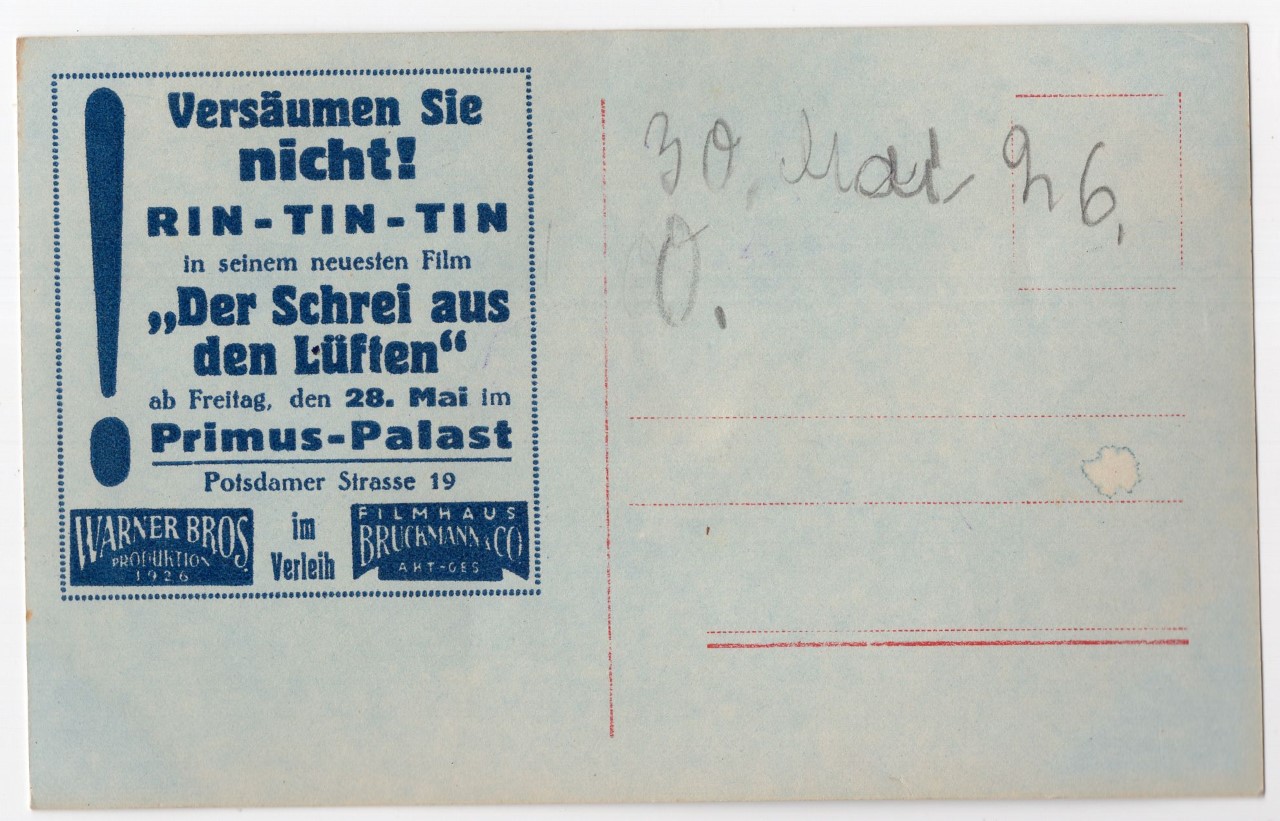 Versäumen Sie
nicht!
RIN-TIN-TIN
in seinem neuesten Film
„Der Schrei aus
den Lüften“
ab Freitag, den 28. Mai im
Primus-Palast
Potsdamer Strasse 19
WARNER BROS.
PRODUKTION
1926
im
Verleih
FILMHAUS
BRUCKMANN & CO
AKT-GES
30. Mai 26.
O.